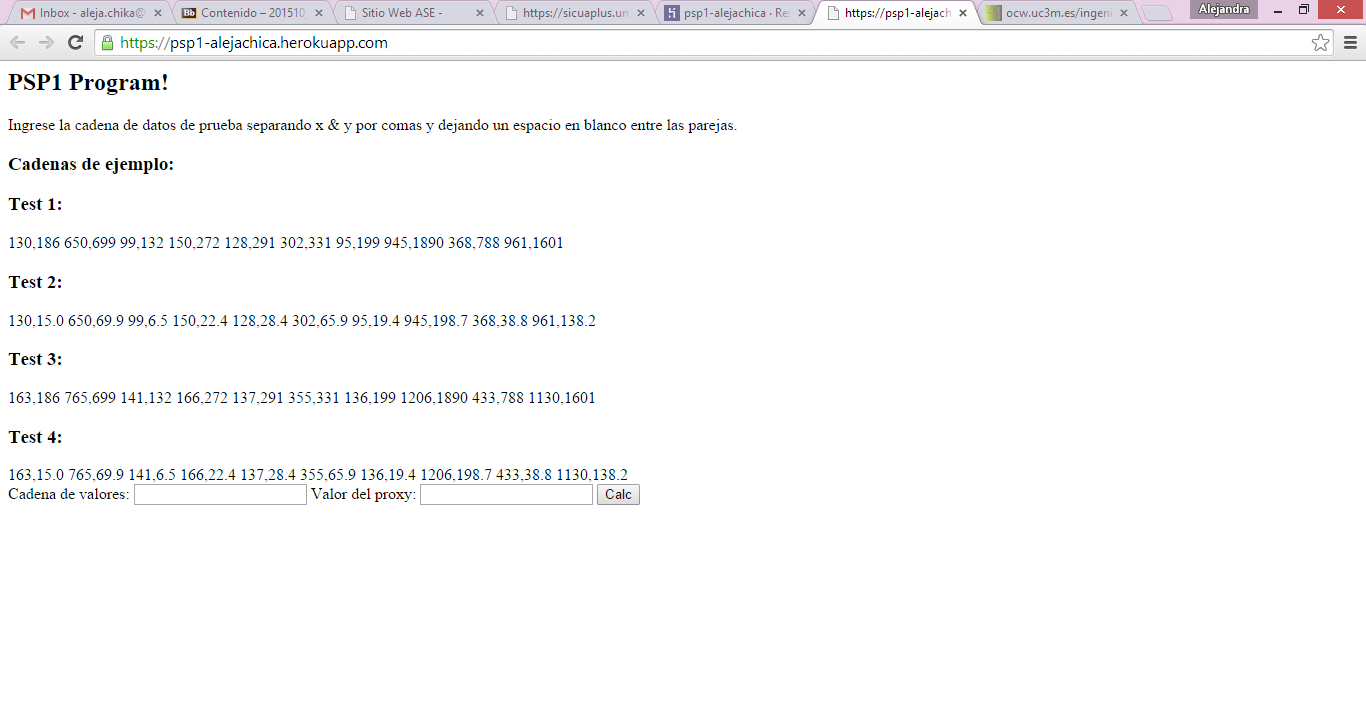 Inbox - aleja.chika@
Contenido – 201510
Sitio Web ASE -
https://sicuaplus.un
psp1-alejachica · Re
https://psp1-alejach
ocw.uc3m.es/ingeni
Alejandra
https://psp1-alejachica.herokuapp.com
PSP1 Program!
Ingrese la cadena de datos de prueba separando x & y por comas y dejando un espacio en blanco entre las parejas.
Cadenas de ejemplo:
Test 1:
130,186 650,699 99,132 150,272 128,291 302,331 95,199 945,1890 368,788 961,1601
Test 2:
130,15.0 650,69.9 99,6.5 150,22.4 128,28.4 302,65.9 95,19.4 945,198.7 368,38.8 961,138.2
Test 3:
163,186 765,699 141,132 166,272 137,291 355,331 136,199 1206,1890 433,788 1130,1601
Test 4:
163,15.0 765,69.9 141,6.5 166,22.4 137,28.4 355,65.9 136,19.4 1206,198.7 433,38.8 1130,138.2
Cadena de valores: Valor del proxy: Calc